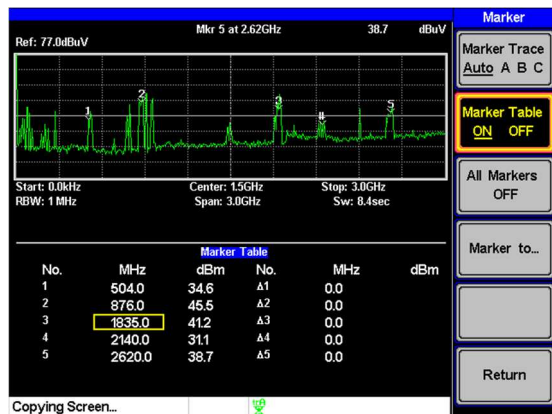 Marker
Mkr 5 at 2.62GHz 38.7 dBuV
Ref: 77.0dBuV
Marker Trace
Auto A B C
1 2 3 4 5
Marker Table
ON OFF
Start: 0.0kHz Center: 1.5GHz Stop: 3.0GHz
RBW: 1 MHz Span: 3.0GHz Sw: 8.4sec
All Markers
OFF
Marker Table
Marker to...
No. MHz dBm No. MHz dBm
1 504.0 34.6 Δ1 0.0
2 876.0 45.5 Δ2 0.0
3 1835.0 41.2 Δ3 0.0
4 2140.0 31.1 Δ4 0.0
5 2620.0 38.7 Δ5 0.0
Return
Copying Screen...